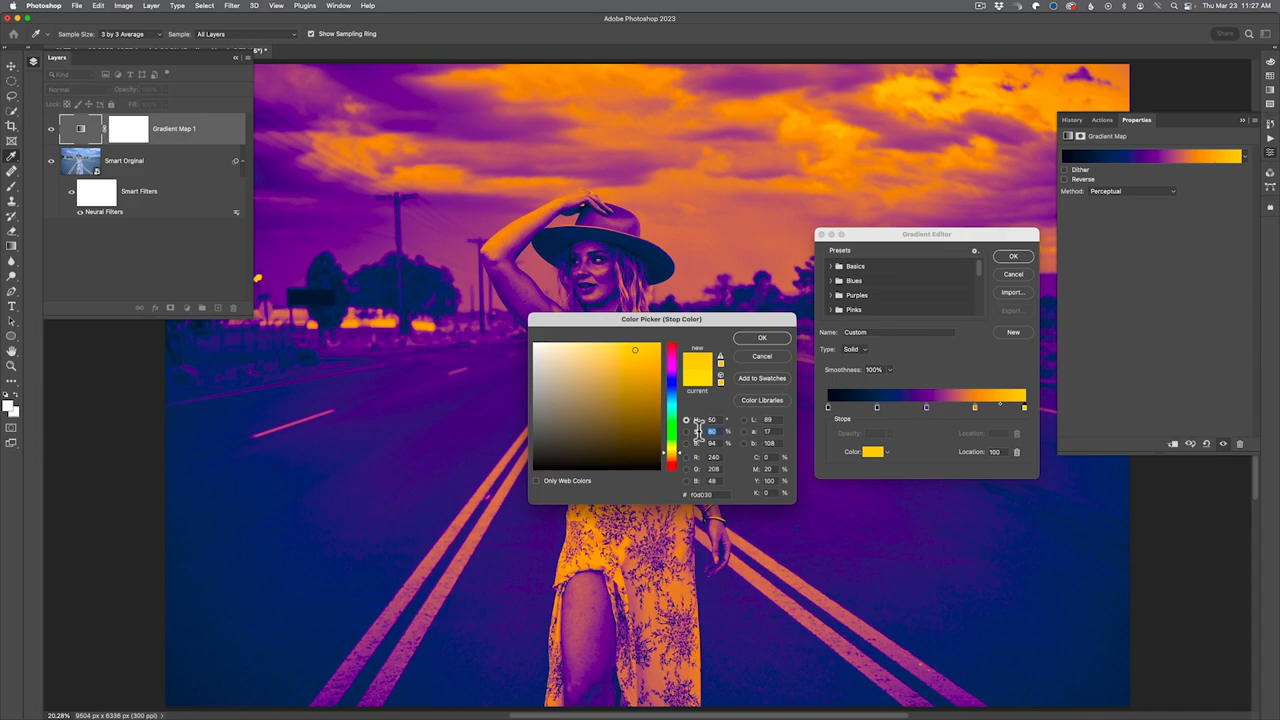 Photoshop File Edit Image Layer Type Select Filter 3D View Plugins Window Help Thu Mar 23 11:27 AM
Adobe Photoshop 2023
Sample Size: 3 by 3 Average Sample: All Layers Show Sampling Ring Share
Layers
Kind
Normal Opacity: 100%
Lock: Fill: 100%
Gradient Map 1
Smart Orginal
Smart Filters
Neural Filters
History Actions Properties
Gradient Map
Dither
Reverse
Method: Perceptual
Gradient Editor
Presets
Basics
Blues
Purples
Pinks
OK
Cancel
Import...
Export...
Name: Custom
New
Type: Solid
Smoothness: 100%
Stops
Opacity: Location:
Color: Location: 100
Color Picker (Stop Color)
new
current
OK
Cancel
Add to Swatches
Color Libraries
H: 50 °
80 %
B: 94 %
R: 240
G: 208
B: 48
# f0d030
L: 89
a: 17
b: 108
C: 0 %
M: 20 %
Y: 100 %
K: 0 %
Only Web Colors
20.28% 9504 px x 6336 px (300 ppi)